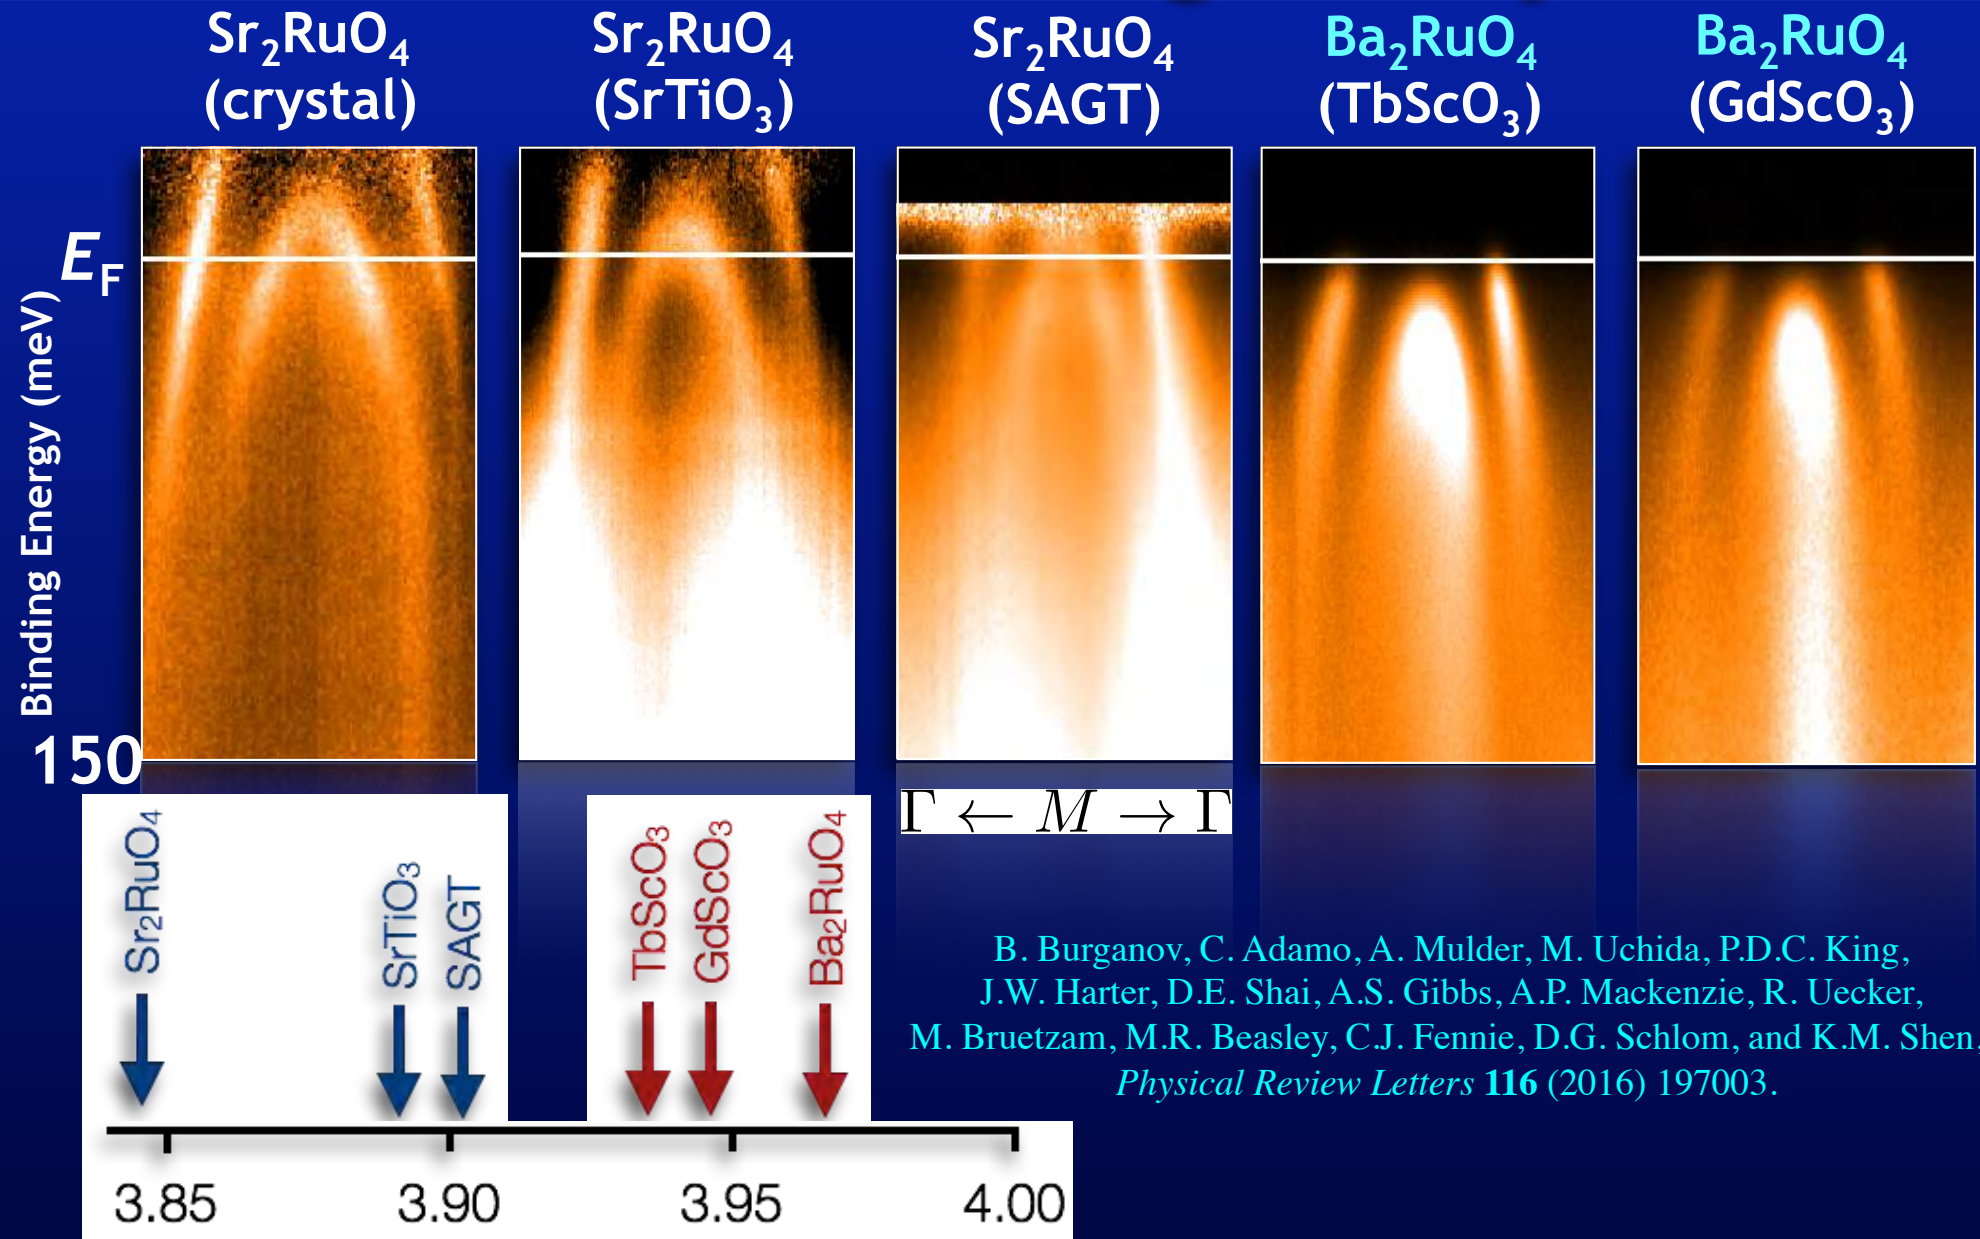 Sr₂RuO₄
(crystal)
Sr₂RuO₄
(SrTiO₃)
Sr₂RuO₄
(SAGT)
Ba₂RuO₄
(TbScO₃)
Ba₂RuO₄
(GdScO₃)
E_F
Binding Energy (meV)
150
Γ ← M → Γ
Sr₂RuO₄
SrTiO₃
SAGT
TbScO₃
GdScO₃
Ba₂RuO₄
3.85 3.90 3.95 4.00
B. Burganov, C. Adamo, A. Mulder, M. Uchida, P.D.C. King,
J.W. Harter, D.E. Shai, A.S. Gibbs, A.P. Mackenzie, R. Uecker,
M. Bruetzam, M.R. Beasley, C.J. Fennie, D.G. Schlom, and K.M. Shen,
Physical Review Letters 116 (2016) 197003.